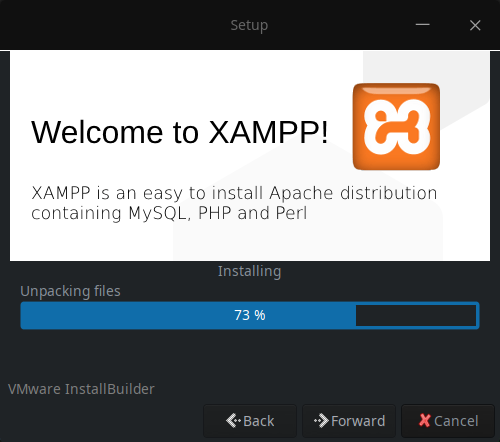 Setup
Welcome to XAMPP!
XAMPP is an easy to install Apache distribution
containing MySQL, PHP and Perl
Installing
Unpacking files
73 %
VMware InstallBuilder
Back
Forward
Cancel